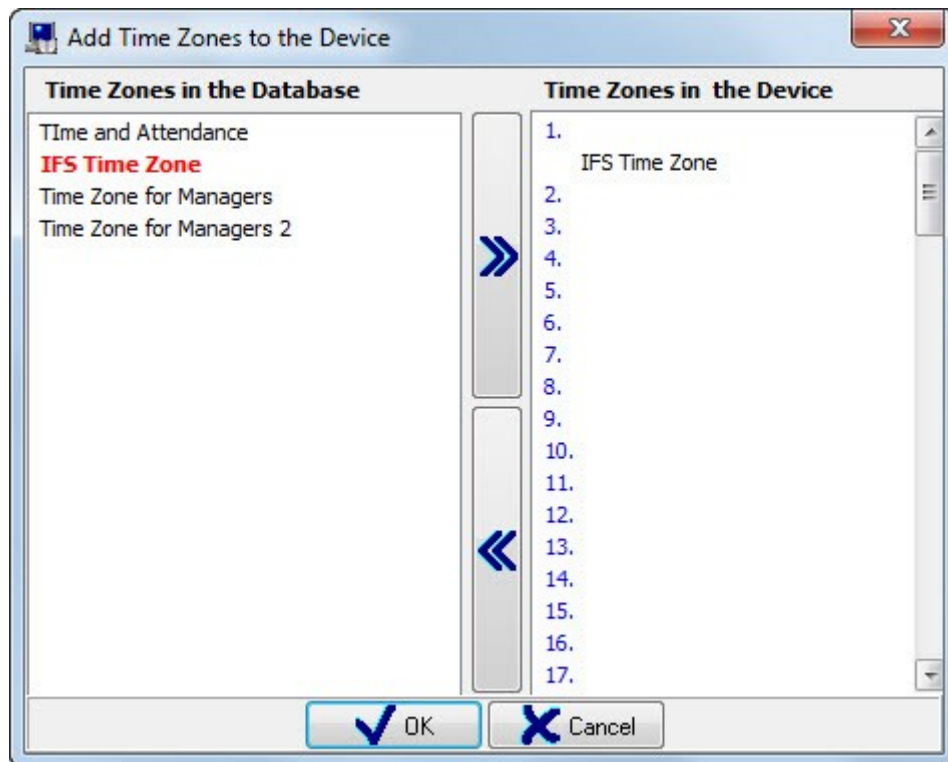 Add Time Zones to the Device
Time Zones in the Database
TIme and Attendance
IFS Time Zone
Time Zone for Managers
Time Zone for Managers 2
Time Zones in the Device
1.
IFS Time Zone
2.
3.
4.
5.
6.
7.
8.
9.
10.
11.
12.
13.
14.
15.
16.
17.
OK
Cancel